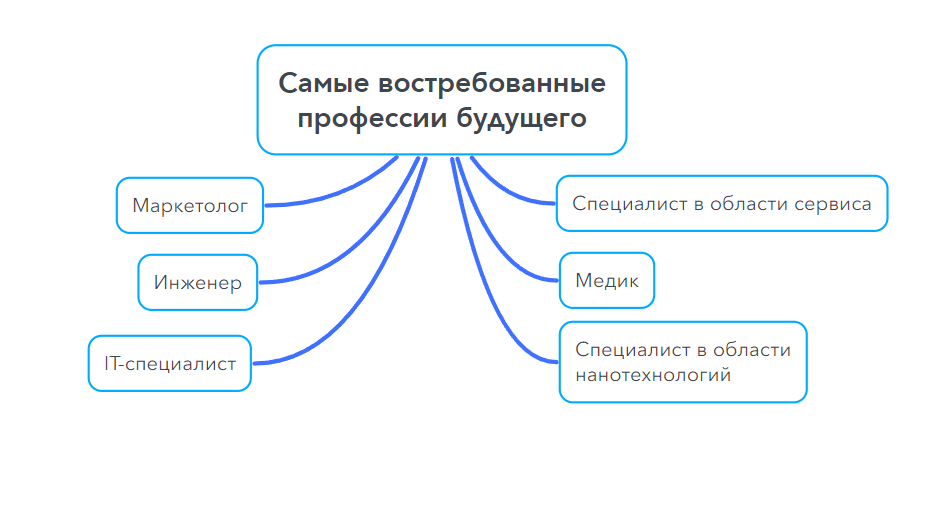 Самые востребованные
профессии будущего
Маркетолог
Специалист в области сервиса
Инженер
Медик
IT-специалист
Специалист в области
нанотехнологий